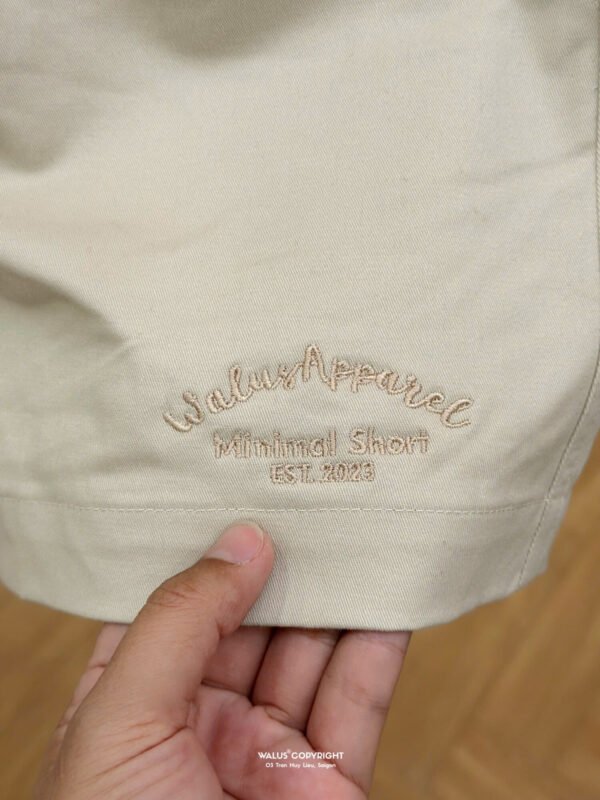 WalusApparel
Minimal Short
EST. 2023
WALUS® COPYRIGHT
03 Tran Huy Lieu, Saigon